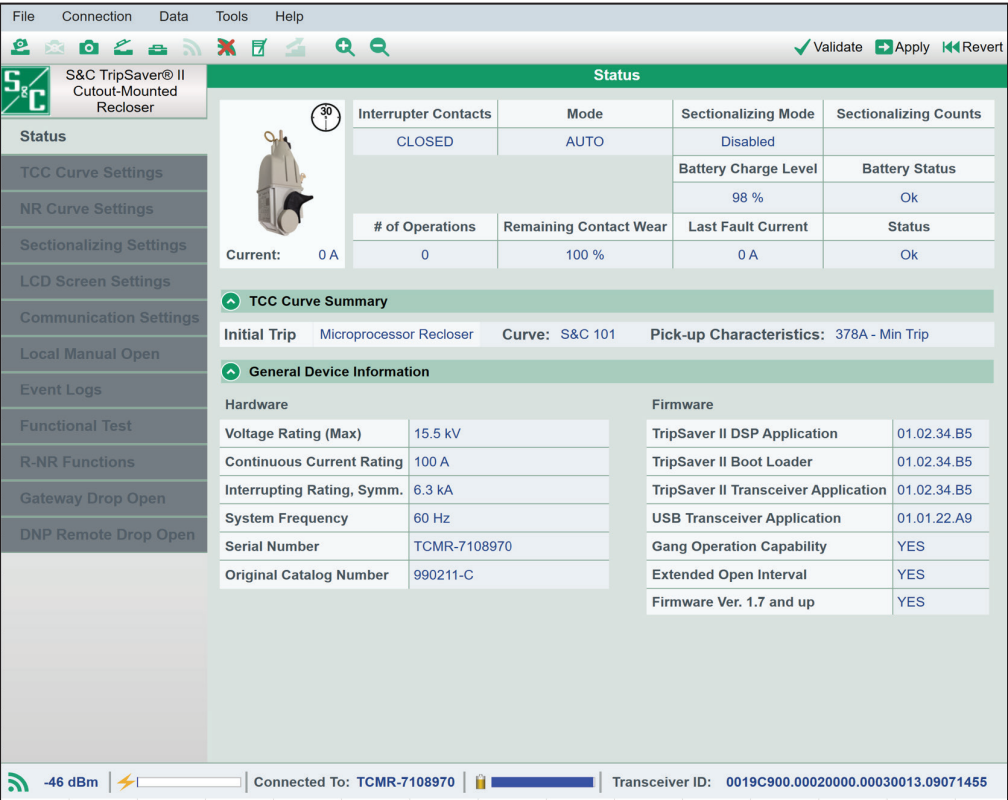 File Connection Data Tools Help
Validate Apply Revert
S&C
S&C TripSaver® II
Cutout-Mounted
Recloser
Status
Status
TCC Curve Settings
NR Curve Settings
Sectionalizing Settings
LCD Screen Settings
Communication Settings
Local Manual Open
Event Logs
Functional Test
R-NR Functions
Gateway Drop Open
DNP Remote Drop Open
30
Interrupter Contacts Mode Sectionalizing Mode Sectionalizing Counts
CLOSED AUTO Disabled
Battery Charge Level Battery Status
98 % Ok
# of Operations Remaining Contact Wear Last Fault Current Status
Current: 0 A 0 100 % 0 A Ok
TCC Curve Summary
Initial Trip Microprocessor Recloser Curve: S&C 101 Pick-up Characteristics: 378A - Min Trip
General Device Information
Hardware
Voltage Rating (Max) 15.5 kV
Continuous Current Rating 100 A
Interrupting Rating, Symm. 6.3 kA
System Frequency 60 Hz
Serial Number TCMR-7108970
Original Catalog Number 990211-C
Firmware
TripSaver II DSP Application 01.02.34.B5
TripSaver II Boot Loader 01.02.34.B5
TripSaver II Transceiver Application 01.02.34.B5
USB Transceiver Application 01.01.22.A9
Gang Operation Capability YES
Extended Open Interval YES
Firmware Ver. 1.7 and up YES
-46 dBm Connected To: TCMR-7108970 Transceiver ID: 0019C900.00020000.00030013.09071455